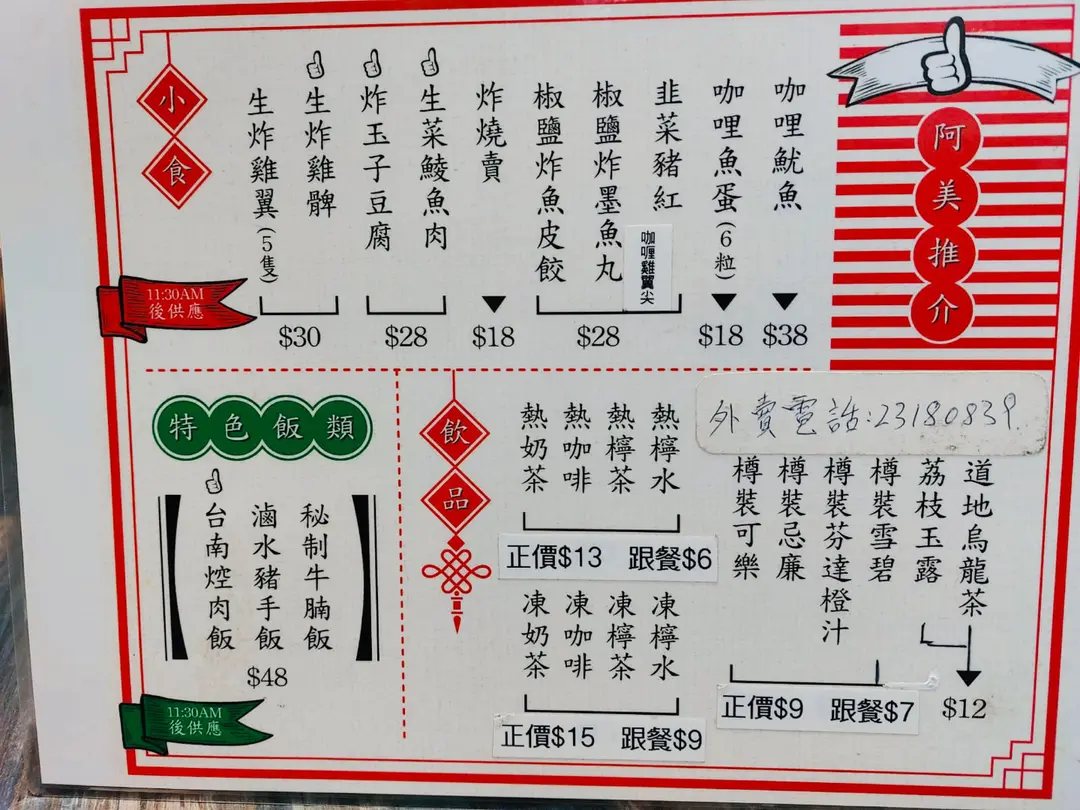 阿美推介
咖哩魷魚
$38
咖哩魚蛋(6粒)
$18
韭菜豬紅
咖喱雞翼尖
椒鹽炸墨魚丸
椒鹽炸魚皮餃
$28
炸燒賣
$18
生菜鯪魚肉
炸玉子豆腐
$28
生炸雞髀
生炸雞翼(5隻)
$30
小食
11:30AM
後供應
外賣電話:23180839.
道地烏龍茶
荔枝玉露
$12
樽裝雪碧
樽裝芬達橙汁
樽裝忌廉
樽裝可樂
正價$9 跟餐$7
熱檸水
熱檸茶
熱咖啡
熱奶茶
正價$13 跟餐$6
凍檸水
凍檸茶
凍咖啡
凍奶茶
正價$15 跟餐$9
飲品
特色飯類
秘制牛腩飯
滷水豬手飯
台南焢肉飯
$48
11:30AM
後供應